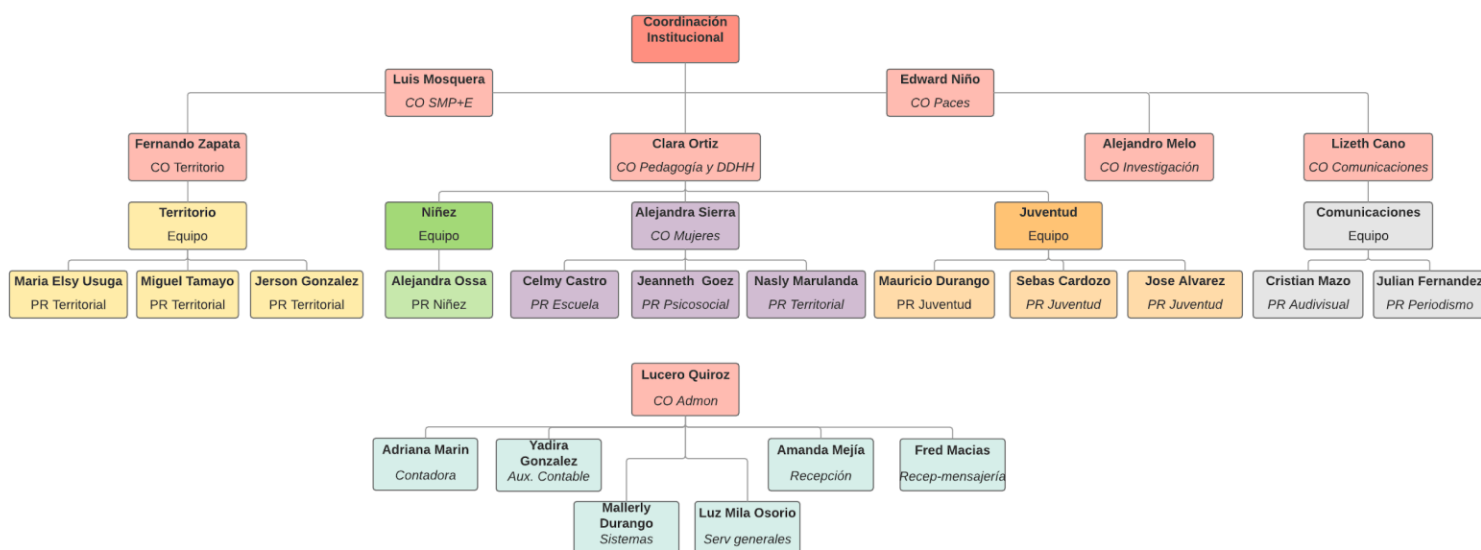 Coordinación
Institucional
Luis Mosquera
CO SMP+E
Edward Niño
CO Paces
Fernando Zapata
CO Territorio
Clara Ortiz
CO Pedagogía y DDHH
Alejandro Melo
CO Investigación
Lizeth Cano
CO Comunicaciones
Territorio
Equipo
Niñez
Equipo
Alejandra Sierra
CO Mujeres
Juventud
Equipo
Comunicaciones
Equipo
Maria Elsy Usuga
PR Territorial
Miguel Tamayo
PR Territorial
Jerson Gonzalez
PR Territorial
Alejandra Ossa
PR Niñez
Celmy Castro
PR Escuela
Jeanneth Goez
PR Psicosocial
Nasly Marulanda
PR Territorial
Mauricio Durango
PR Juventud
Sebas Cardozo
PR Juventud
Jose Alvarez
PR Juventud
Cristian Mazo
PR Audivisual
Julian Fernandez
PR Periodismo
Lucero Quiroz
CO Admon
Adriana Marin
Contadora
Yadira
Gonzalez
Aux. Contable
Amanda Mejía
Recepción
Fred Macias
Recep-mensajería
Mallerly
Durango
Sistemas
Luz Mila Osorio
Serv generales